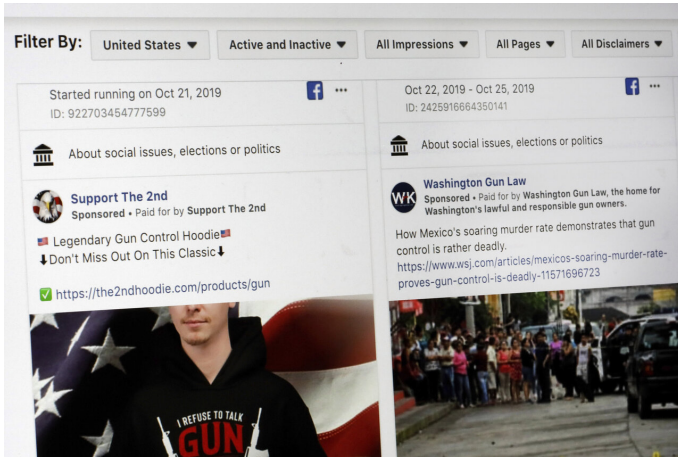 Filter By:
United States ▼
Active and Inactive ▼
All Impressions ▼
All Pages ▼
All Disclaimers ▼
Started running on Oct 21, 2019
ID: 922703454777599
About social issues, elections or politics
Support The 2nd
Sponsored • Paid for by Support The 2nd
🇺🇸 Legendary Gun Control Hoodie🇺🇸
⬇Don't Miss Out On This Classic⬇
✅ https://the2ndhoodie.com/products/gun
I REFUSE TO TALK
GUN
Oct 22, 2019 - Oct 25, 2019
ID: 2425916664350141
About social issues, elections or politics
WK
Washington Gun Law
Sponsored • Paid for by Washington Gun Law, the home for
Washington's lawful and responsible gun owners.
How Mexico's soaring murder rate demonstrates that gun
control is rather deadly.
https://www.wsj.com/articles/mexicos-soaring-murder-rate-
proves-gun-control-is-deadly-11571696723